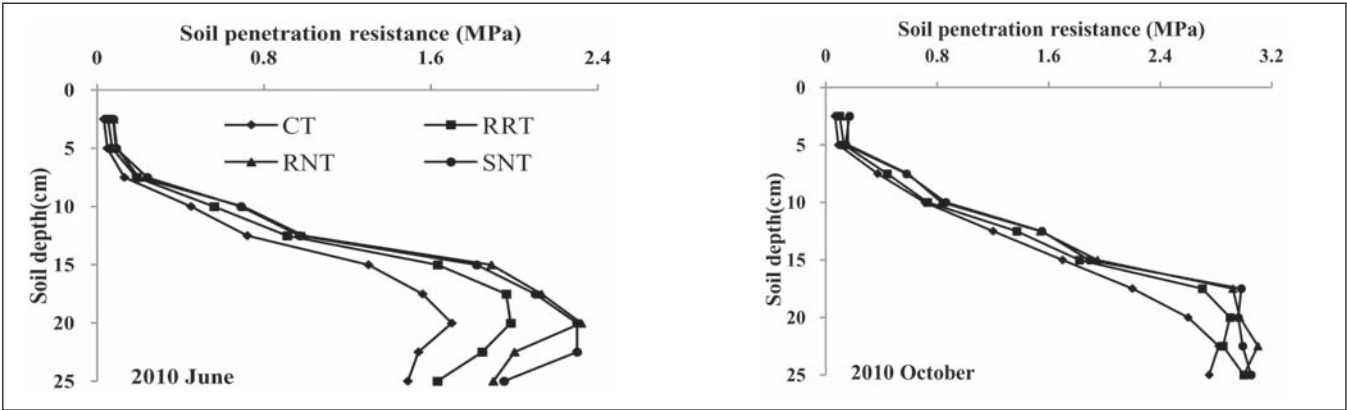 Soil penetration resistance (MPa)
0 0.8 1.6 2.4
0
5
10
15
20
25
Soil depth(cm)
CT RRT
RNT SNT
2010 June
Soil penetration resistance (MPa)
0 0.8 1.6 2.4 3.2
0
5
10
15
20
25
Soil depth(cm)
2010 October